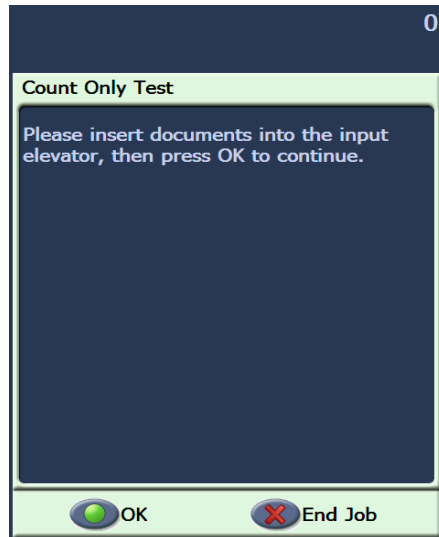 0
Count Only Test
Please insert documents into the input
elevator, then press OK to continue.
OK End Job